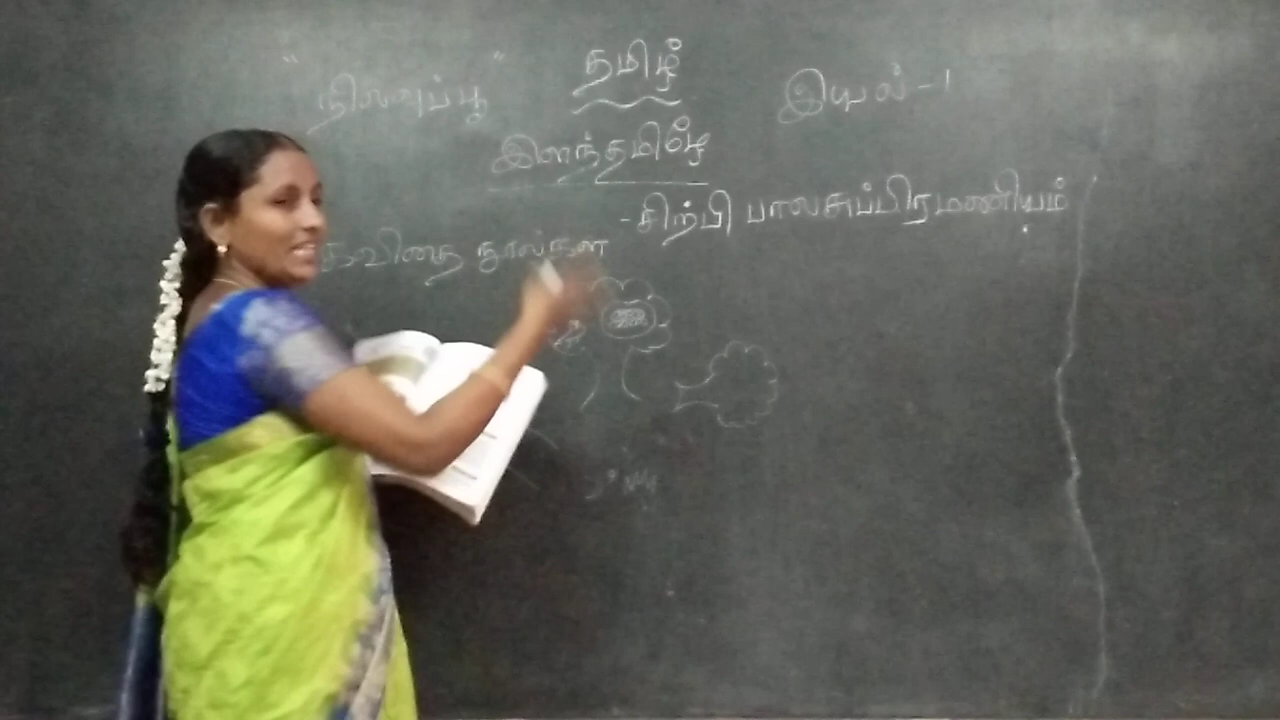 "நிலவுப்பூ" தமிழ் இயல்-1
இளந்தமிழே
-சிற்பி பாலசுப்பிரமணியம்
கவிதை நூல்கள்